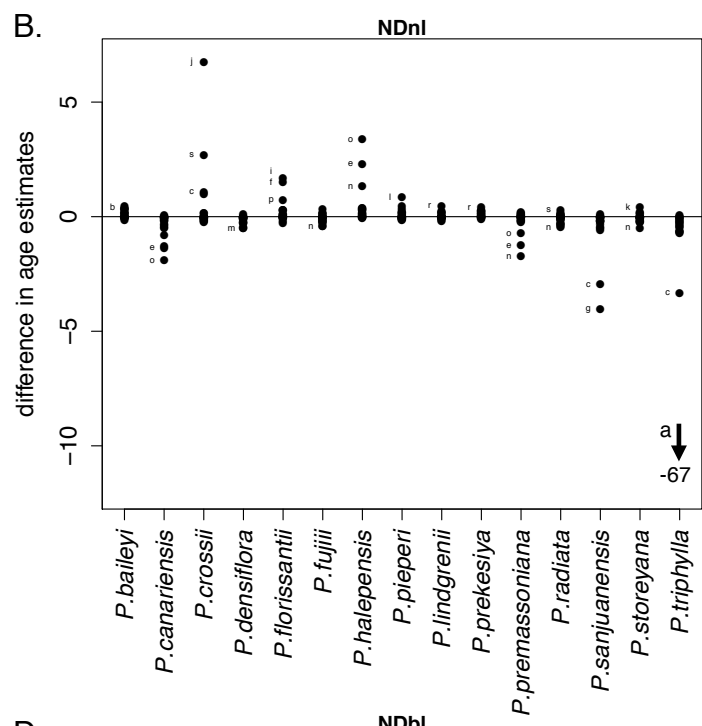 B.
NDnl
difference in age estimates
5
0
−5
−10
b
e
o
j
s
c
m
i
f
p
n
o
e
n
l
r
r
o
e
n
s
n
c
g
k
n
c
a
-67
P.baileyi
P.canariensis
P.crossii
P.densiflora
P.florissantii
P.fujiii
P.halepensis
P.pieperi
P.lindgrenii
P.prekesiya
P.premassoniana
P.radiata
P.sanjuanensis
P.storeyana
P.triphylla
NDbl